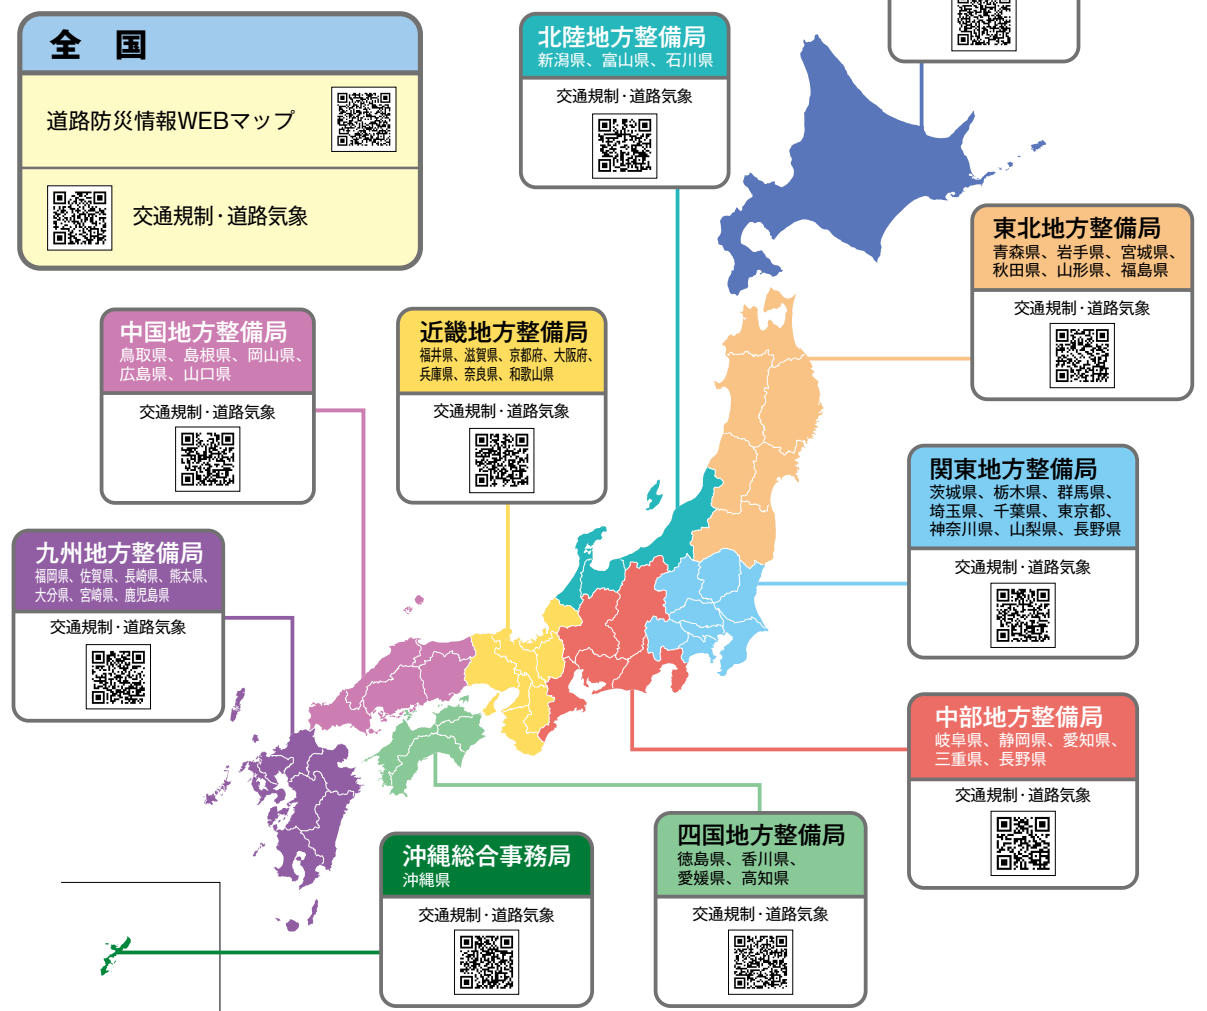 全 国
道路防災情報WEBマップ
交通規制・道路気象
北陸地方整備局
新潟県、富山県、石川県
交通規制・道路気象
東北地方整備局
青森県、岩手県、宮城県、
秋田県、山形県、福島県
交通規制・道路気象
中国地方整備局
鳥取県、島根県、岡山県、
広島県、山口県
交通規制・道路気象
近畿地方整備局
福井県、滋賀県、京都府、大阪府、
兵庫県、奈良県、和歌山県
交通規制・道路気象
関東地方整備局
茨城県、栃木県、群馬県、
埼玉県、千葉県、東京都、
神奈川県、山梨県、長野県
交通規制・道路気象
九州地方整備局
福岡県、佐賀県、長崎県、熊本県、
大分県、宮崎県、鹿児島県
交通規制・道路気象
中部地方整備局
岐阜県、静岡県、愛知県、
三重県、長野県
交通規制・道路気象
四国地方整備局
徳島県、香川県、
愛媛県、高知県
交通規制・道路気象
沖縄総合事務局
沖縄県
交通規制・道路気象